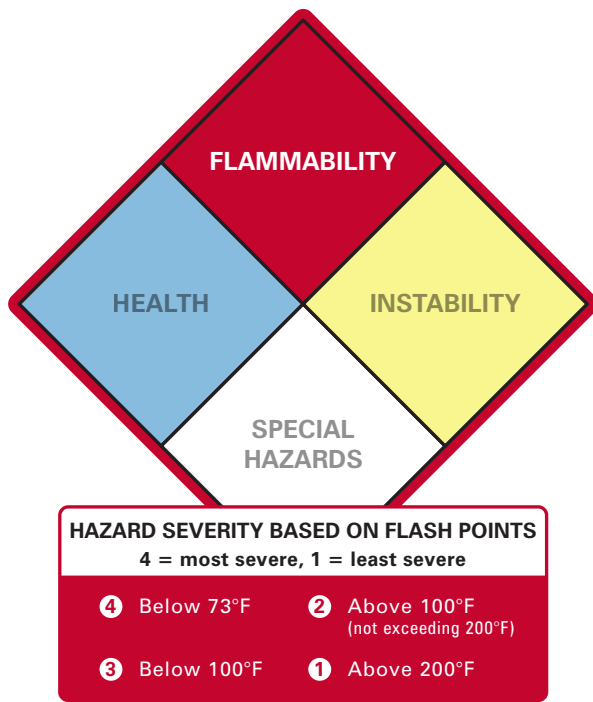 FLAMMABILITY
HEALTH
INSTABILITY
SPECIAL
HAZARDS
HAZARD SEVERITY BASED ON FLASH POINTS
4 = most severe, 1 = least severe
4 Below 73°F
2 Above 100°F
(not exceeding 200°F)
3 Below 100°F
1 Above 200°F